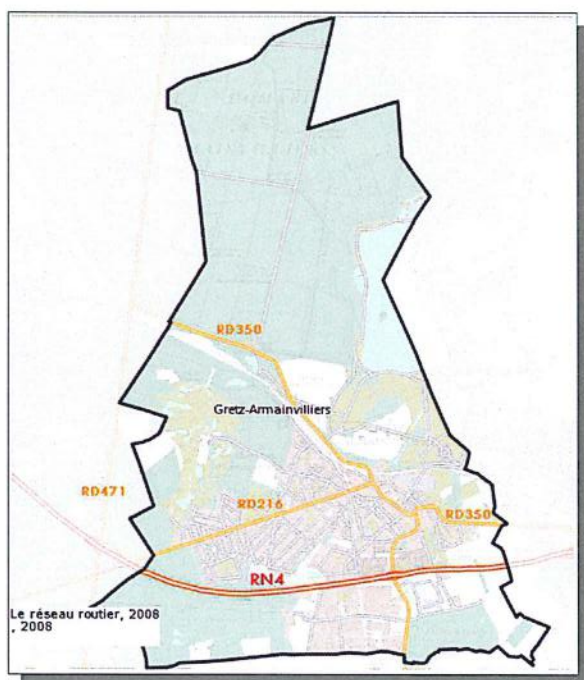 RD350
Gretz-Armainvilliers
RD471
RD216
RD350
RN4
Le réseau routier, 2008
, 2008